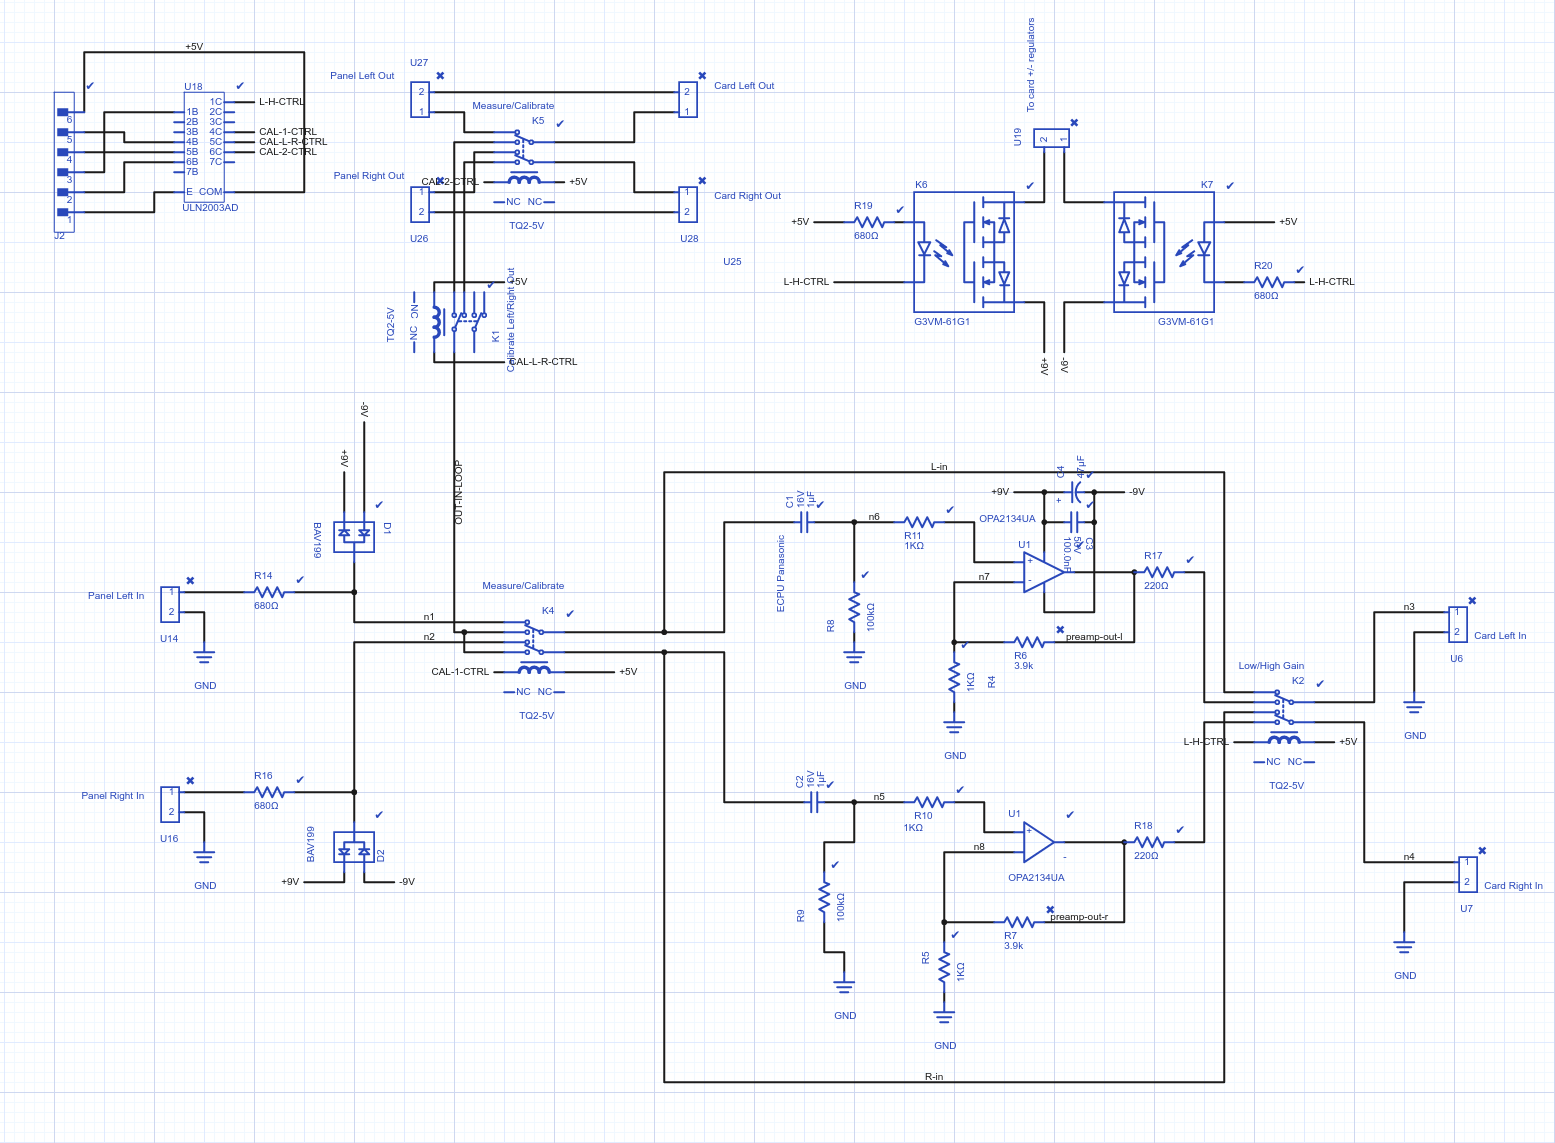 +5V
U18
6
5
4
3
2
1
J2
1B
2B
3B
4B
5B
6B
7B
E
1C
2C
3C
4C
5C
6C
7C
COM
L-H-CTRL
CAL-1-CTRL
CAL-L-R-CTRL
CAL-2-CTRL
ULN2003AD
U27
Panel Left Out
2
1
Measure/Calibrate
K5
2
1
Card Left Out
Panel Right Out
CAL-2-CTRL
+5V
1
2
NC NC
U26
TQ2-5V
1
2
Card Right Out
U28
U25
+5V
NC NC
TQ2-5V
K1
Calibrate Left/Right Out
CAL-L-R-CTRL
To card +/- regulators
U19
2
1
K6
K7
+5V
R19
680Ω
L-H-CTRL
G3VM-61G1
+5V
R20
680Ω
L-H-CTRL
G3VM-61G1
+9V
-9V
-9V
+9V
BAV199
D1
OUT-IN-LOOP
Panel Left In
1
2
U14
R14
680Ω
GND
n1
n2
Measure/Calibrate
K4
CAL-1-CTRL
+5V
NC NC
TQ2-5V
Panel Right In
1
2
U16
R16
680Ω
GND
BAV199
D2
+9V
-9V
L-in
C1
16V
1µF
ECPU Panasonic
n6
R11
1KΩ
R8
100kΩ
GND
+9V
C4
47µF
+
-9V
OPA2134UA
100.0nF
50V
C3
U1
+
-
n7
R17
220Ω
R6
3.9k
preamp-out-l
R4
1KΩ
GND
Low/High Gain
K2
L-H-CTRL
+5V
NC NC
TQ2-5V
n3
1
2
Card Left In
U6
GND
C2
16V
1µF
n5
R10
1KΩ
R9
100kΩ
GND
U1
+
-
n8
OPA2134UA
R18
220Ω
R7
3.9k
preamp-out-r
R5
1KΩ
GND
n4
1
2
Card Right In
U7
GND
R-in